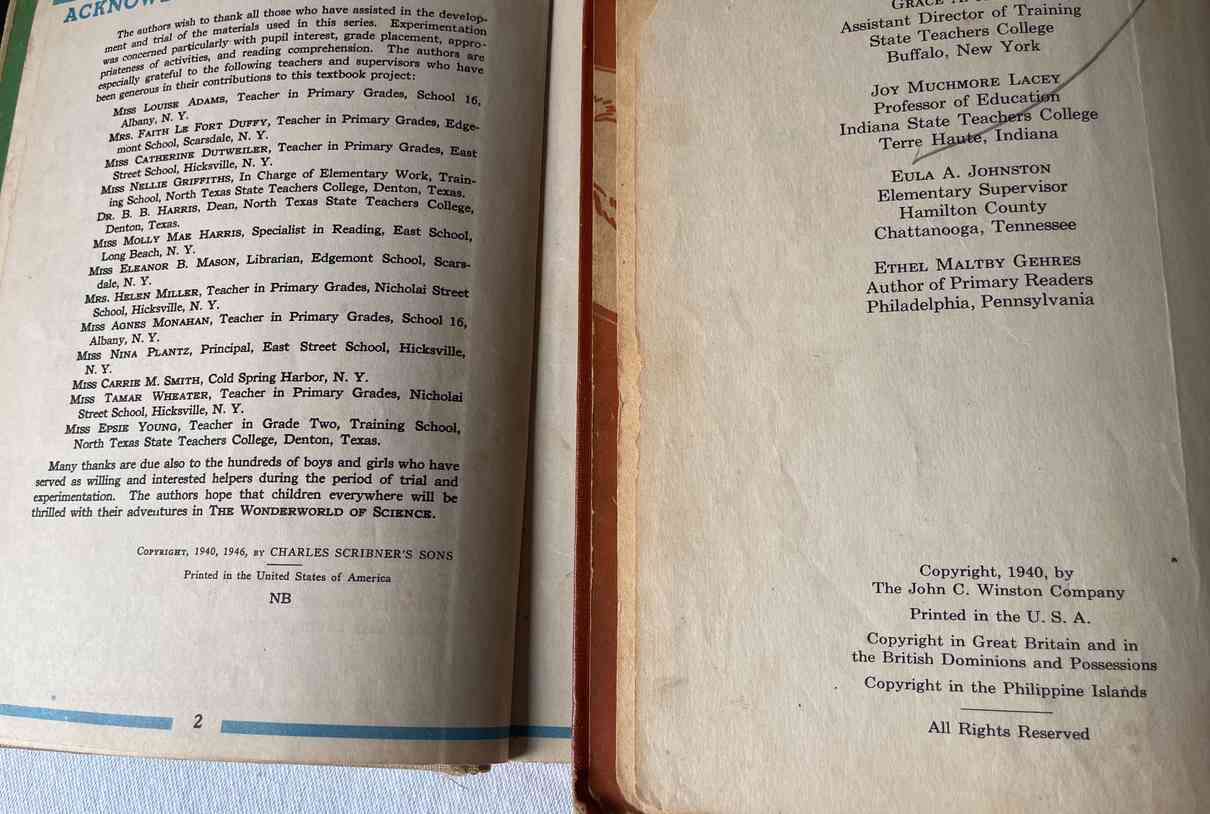 ACKNOW
The authors wish to thank all those who have assisted in the develop-
ment and trial of the materials used in this series. Experimentation
was concerned particularly with pupil interest, grade placement, appro-
priateness of activities, and reading comprehension. The authors are
especially grateful to the following teachers and supervisors who have
been generous in their contributions to this textbook project:
MISS LOUISE ADAMS, Teacher in Primary Grades, School 16,
Albany, N. Y.
MRS. FAITH LE FORT DUFFY, Teacher in Primary Grades, Edge-
mont School, Scarsdale, N. Y.
MISS CATHERINE DUTWEILER, Teacher in Primary Grades, East
Street School, Hicksville, N. Y.
MISS NELLIE GRIFFITHS, In Charge of Elementary Work, Train-
ing School, North Texas State Teachers College, Denton, Texas.
DR. B. B. HARRIS, Dean, North Texas State Teachers College,
Denton, Texas.
MISS MOLLY MAE HARRIS, Specialist in Reading, East School,
Long Beach, N. Y.
MISS ELEANOR B. MASON, Librarian, Edgemont School, Scars-
dale, N. Y.
MRS. HELEN MILLER, Teacher in Primary Grades, Nicholai Street
School, Hicksville, N. Y.
MISS AGNES MONAHAN, Teacher in Primary Grades, School 16,
Albany, N. Y.
MISS NINA PLANTZ, Principal, East Street School, Hicksville,
N. Y.
MISS CARRIE M. SMITH, Cold Spring Harbor, N. Y.
MISS TAMAR WHEATER, Teacher in Primary Grades, Nicholai
Street School, Hicksville, N. Y.
MISS EPSIE YOUNG, Teacher in Grade Two, Training School,
North Texas State Teachers College, Denton, Texas.
Many thanks are due also to the hundreds of boys and girls who have
served as willing and interested helpers during the period of trial and
experimentation. The authors hope that children everywhere will be
thrilled with their adventures in THE WONDERWORLD OF SCIENCE.
COPYRIGHT, 1940, 1946, BY CHARLES SCRIBNER'S SONS
Printed in the United States of America
NB
2
GRACE A.
Assistant Director of Training
State Teachers College
Buffalo, New York
JOY MUCHMORE LACEY
Professor of Education
Indiana State Teachers College
Terre Haute, Indiana
EULA A. JOHNSTON
Elementary Supervisor
Hamilton County
Chattanooga, Tennessee
ETHEL MALTBY GEHRES
Author of Primary Readers
Philadelphia, Pennsylvania
Copyright, 1940, by
The John C. Winston Company
Printed in the U. S. A.
Copyright in Great Britain and in
the British Dominions and Possessions
Copyright in the Philippine Islands
All Rights Reserved